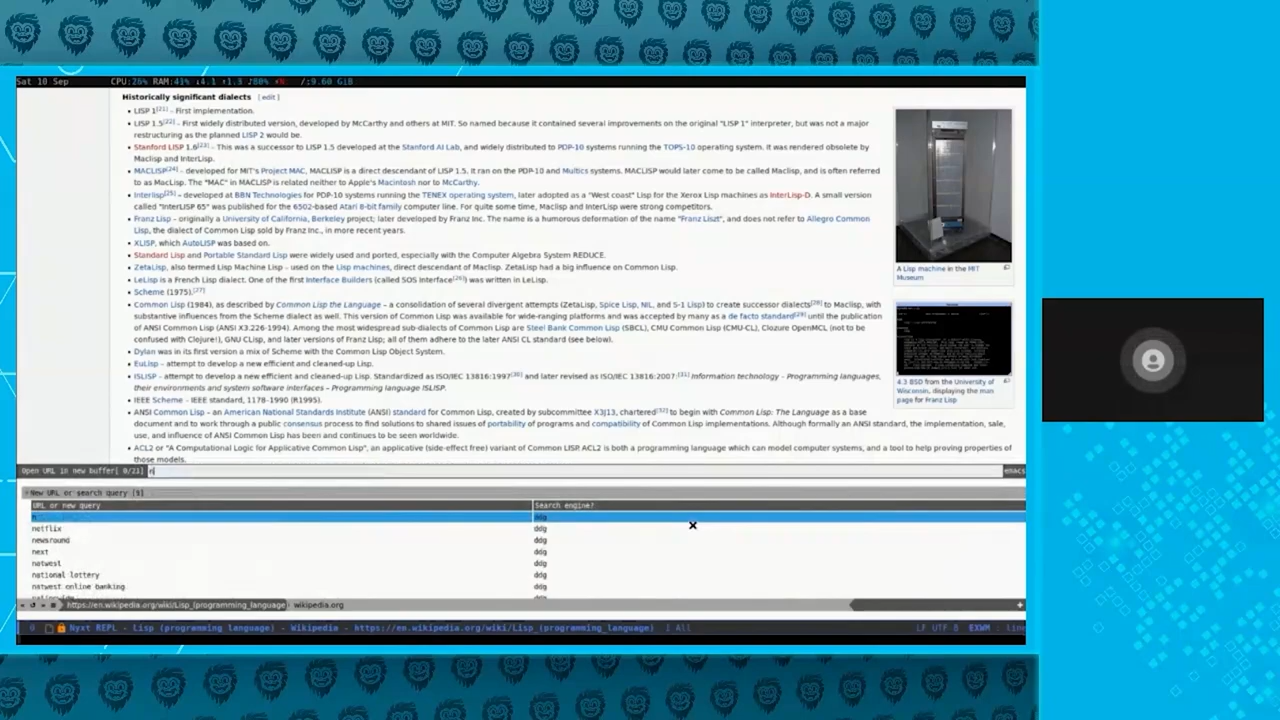 Sat 10 Sep CPU:26% RAM:41% ↓4.1 ↑1.3 ♪80% /:9.60 GiB
Historically significant dialects [ edit ]
• LISP 1[21] – First implementation.
• LISP 1.5[22] – First widely distributed version, developed by McCarthy and others at MIT. So named because it contained several improvements on the original "LISP 1" interpreter, but was not a major
restructuring as the planned LISP 2 would be.
• Stanford LISP 1.6[23] – This was a successor to LISP 1.5 developed at the Stanford AI Lab, and widely distributed to PDP-10 systems running the TOPS-10 operating system. It was rendered obsolete by
Maclisp and InterLisp.
• MACLISP[24] – developed for MIT's Project MAC, MACLISP is a direct descendant of LISP 1.5. It ran on the PDP-10 and Multics systems. MACLISP would later come to be called Maclisp, and is often referred
to as MacLisp. The "MAC" in MACLISP is related neither to Apple's Macintosh nor to McCarthy.
• Interlisp[25] – developed at BBN Technologies for PDP-10 systems running the TENEX operating system, later adopted as a "West coast" Lisp for the Xerox Lisp machines as InterLisp-D. A small version
called "InterLISP 65" was published for the 6502-based Atari 8-bit family computer line. For quite some time, Maclisp and InterLisp were strong competitors.
• Franz Lisp – originally a University of California, Berkeley project; later developed by Franz Inc. The name is a humorous deformation of the name "Franz Liszt", and does not refer to Allegro Common
Lisp, the dialect of Common Lisp sold by Franz Inc., in more recent years.
• XLISP, which AutoLISP was based on.
• Standard Lisp and Portable Standard Lisp were widely used and ported, especially with the Computer Algebra System REDUCE.
• ZetaLisp, also termed Lisp Machine Lisp – used on the Lisp machines, direct descendant of Maclisp. ZetaLisp had a big influence on Common Lisp.
• LeLisp is a French Lisp dialect. One of the first Interface Builders (called SOS Interface[26]) was written in LeLisp.
• Scheme (1975).[27]
• Common Lisp (1984), as described by Common Lisp the Language – a consolidation of several divergent attempts (ZetaLisp, Spice Lisp, NIL, and S-1 Lisp) to create successor dialects[28] to Maclisp, with
substantive influences from the Scheme dialect as well. This version of Common Lisp was available for wide-ranging platforms and was accepted by many as a de facto standard[29] until the publication
of ANSI Common Lisp (ANSI X3.226-1994). Among the most widespread sub-dialects of Common Lisp are Steel Bank Common Lisp (SBCL), CMU Common Lisp (CMU-CL), Clozure OpenMCL (not to be
confused with Clojure!), GNU CLisp, and later versions of Franz Lisp; all of them adhere to the later ANSI CL standard (see below).
• Dylan was in its first version a mix of Scheme with the Common Lisp Object System.
• EuLisp – attempt to develop a new efficient and cleaned-up Lisp.
• ISLISP – attempt to develop a new efficient and cleaned-up Lisp. Standardized as ISO/IEC 13816:1997[30] and later revised as ISO/IEC 13816:2007:[31] Information technology – Programming languages,
their environments and system software interfaces – Programming language ISLISP.
• IEEE Scheme – IEEE standard, 1178-1990 (R1995).
• ANSI Common Lisp – an American National Standards Institute (ANSI) standard for Common Lisp, created by subcommittee X3J13, chartered[32] to begin with Common Lisp: The Language as a base
document and to work through a public consensus process to find solutions to shared issues of portability of programs and compatibility of Common Lisp implementations. Although formally an ANSI standard, the implementation, sale,
use, and influence of ANSI Common Lisp has been and continues to be seen worldwide.
• ACL2 or "A Computational Logic for Applicative Common Lisp", an applicative (side-effect free) variant of Common LISP. ACL2 is both a programming language which can model computer systems, and a tool to help proving properties of
those models.
A Lisp machine in the MIT
Museum
4.3 BSD from the University of
Wisconsin, displaying the man
page for Franz Lisp
Open URL in new buffer[ 0/21] n emacs
New URL or search query [5]
URL or new query Search engine?
n ddg
netflix ddg
newsround ddg
next ddg
natwest ddg
national lottery ddg
natwest online banking ddg
https://en.wikipedia.org/wiki/Lisp_(programming_language) wikipedia.org +
0 Nyxt REPL - Lisp (programming language) - Wikipedia - https://en.wikipedia.org/wiki/Lisp_(programming_language) All LF UTF-8 EXWM : line